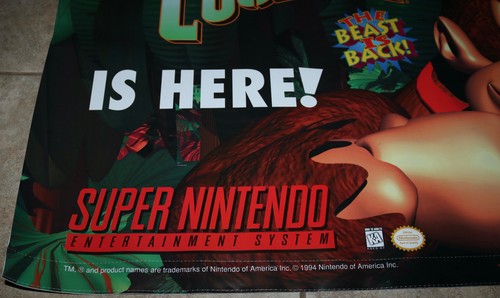 IS HERE!
THE
BEAST
IS
BACK!
SUPER NINTENDO
ENTERTAINMENT SYSTEM
K-A
TM, ® and product names are trademarks of Nintendo of America Inc. © 1994 Nintendo of America Inc.